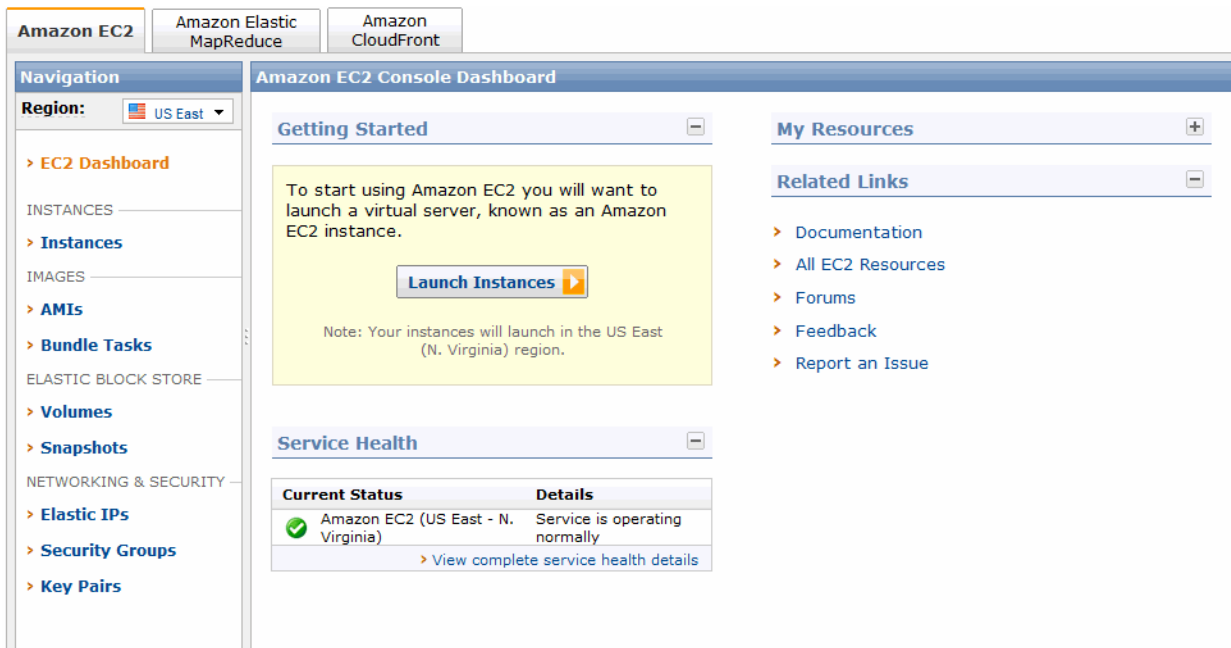 Amazon EC2
Amazon Elastic
MapReduce
Amazon
CloudFront
Navigation
Region:
US East
EC2 Dashboard
INSTANCES
Instances
IMAGES
AMIs
Bundle Tasks
ELASTIC BLOCK STORE
Volumes
Snapshots
NETWORKING & SECURITY
Elastic IPs
Security Groups
Key Pairs
Amazon EC2 Console Dashboard
Getting Started
To start using Amazon EC2 you will want to
launch a virtual server, known as an Amazon
EC2 instance.
Launch Instances
Note: Your instances will launch in the US East
(N. Virginia) region.
Service Health
Current Status Details
Amazon EC2 (US East - N. Service is operating
Virginia) normally
View complete service health details
My Resources
Related Links
Documentation
All EC2 Resources
Forums
Feedback
Report an Issue